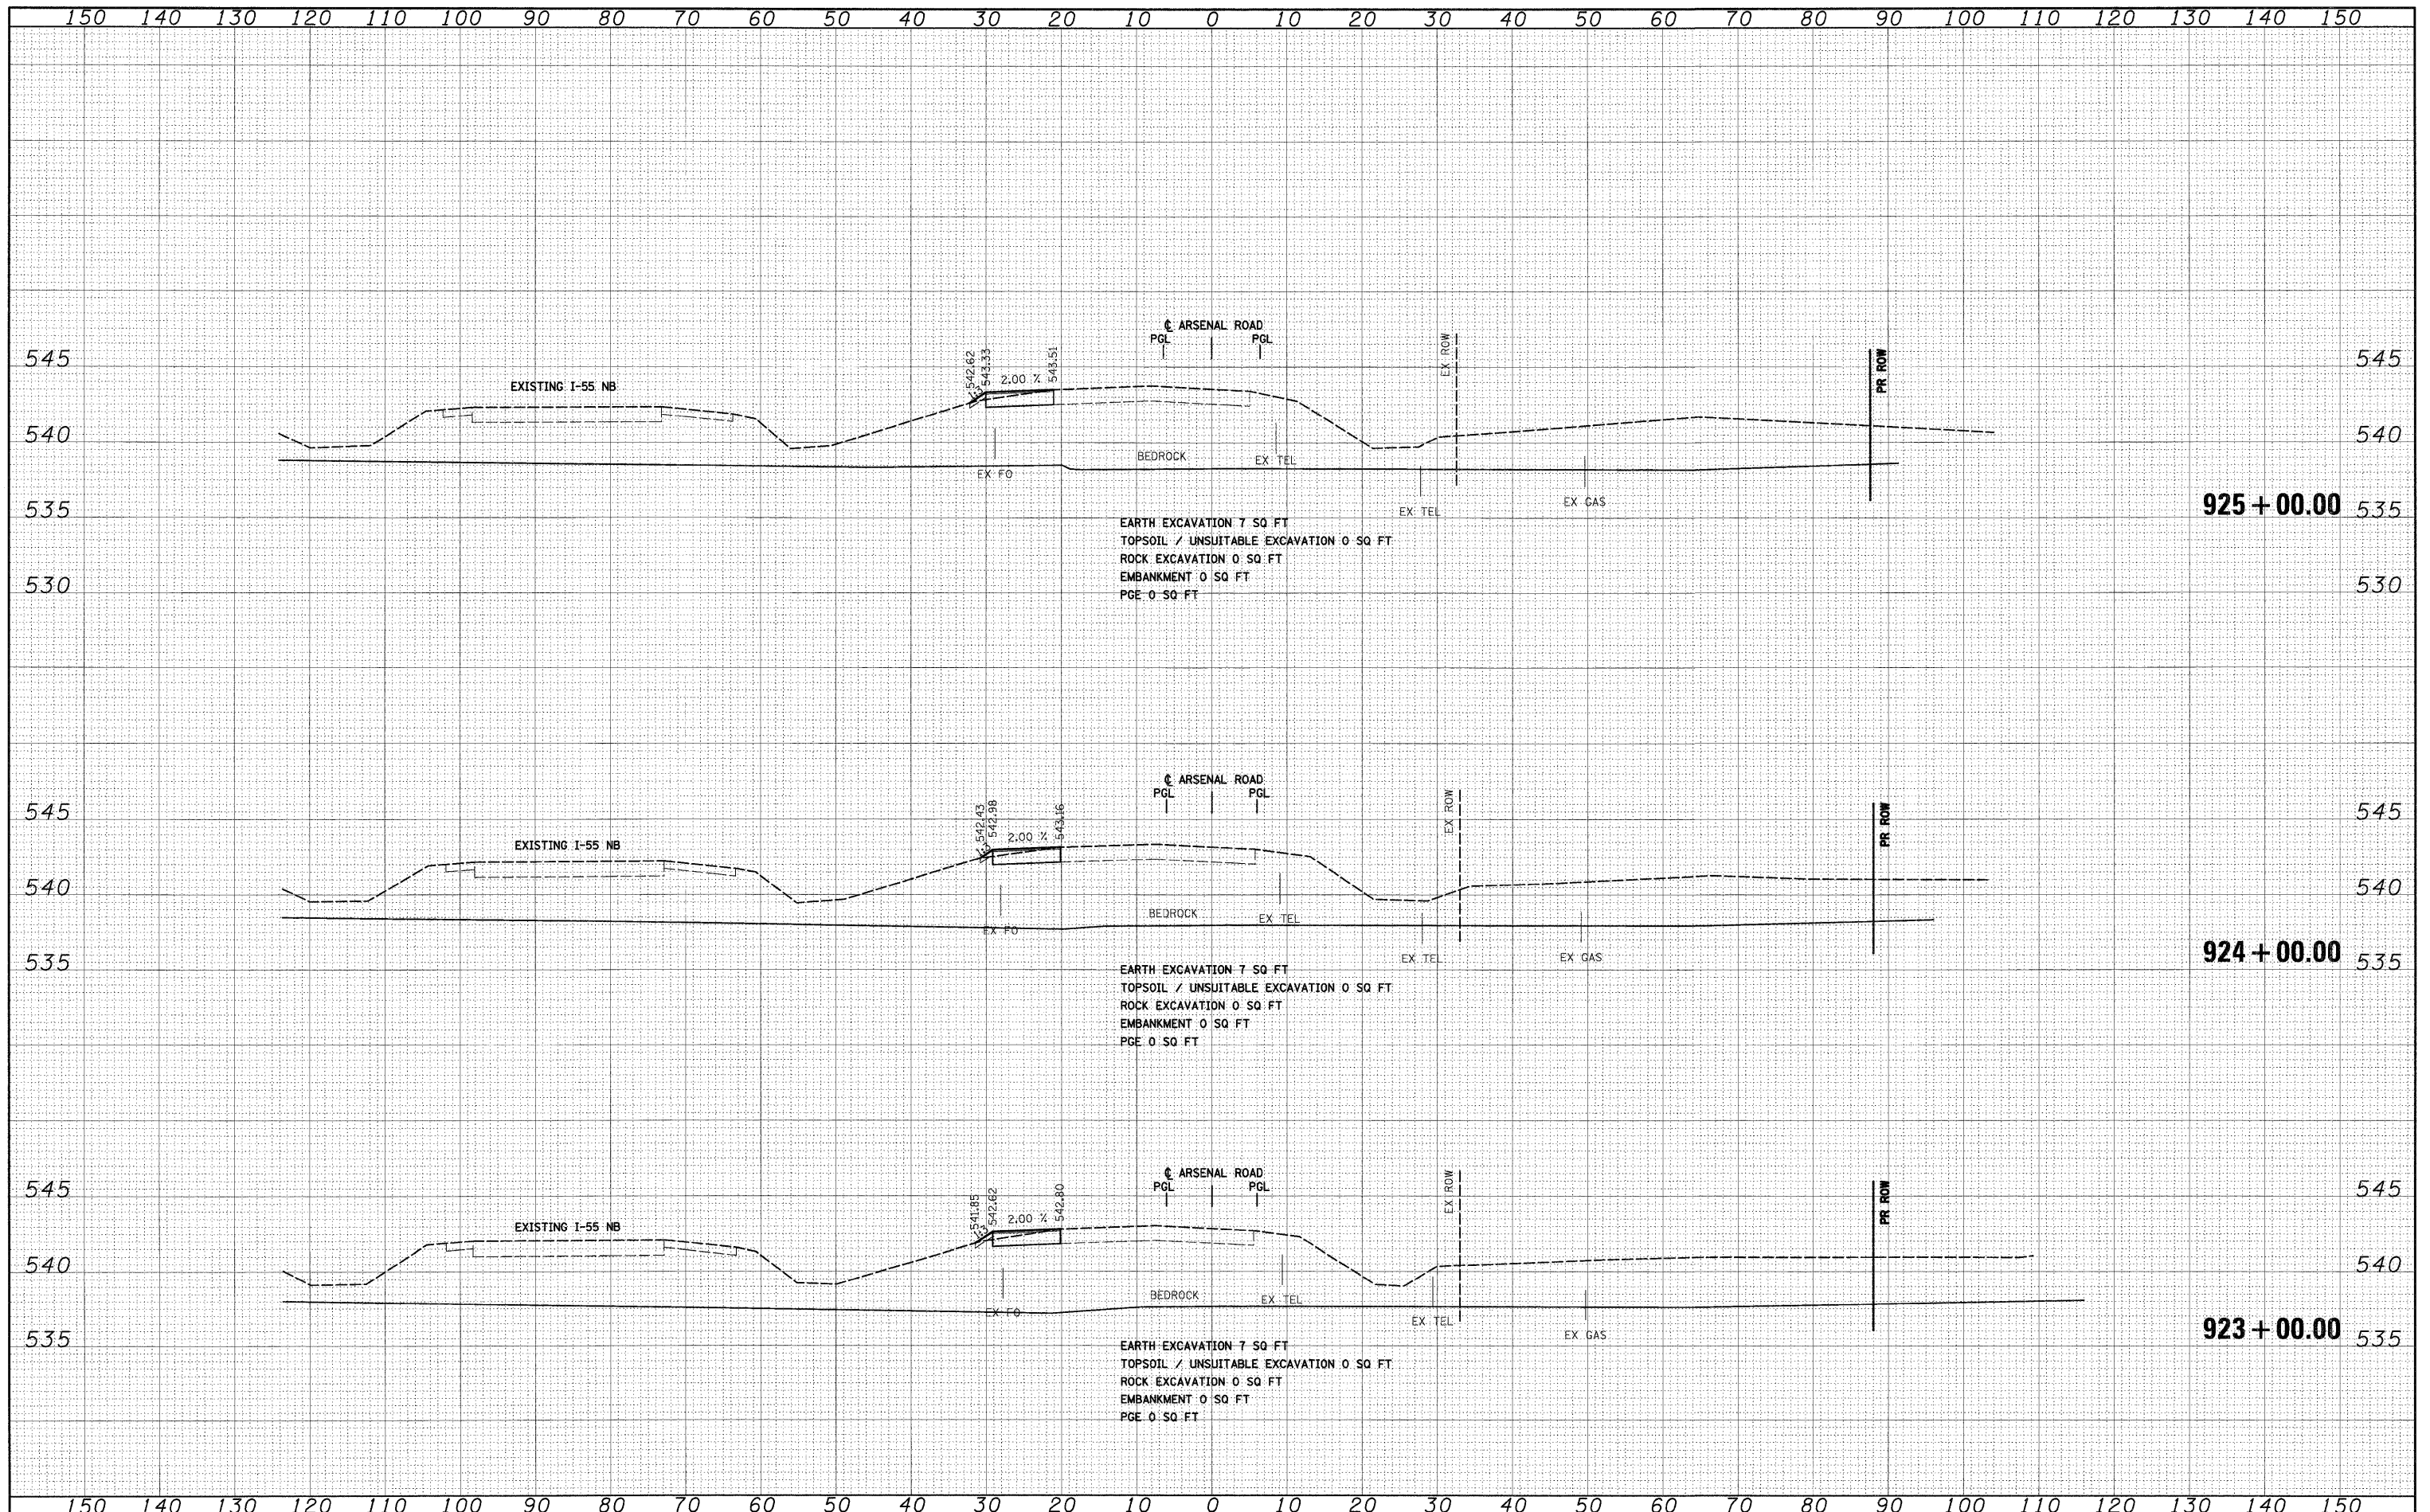 150 140 130 120 110 100 90 80 70 60 50 40 30 20 10 0 10 20 30 40 50 60 70 80 90 100 110 120 130 140 150
℄ ARSENAL ROAD
PGL PGL
EX ROW
PR ROW
545 545
542.62
543.33
2.00 %
543.51
EXISTING I-55 NB
540 540
BEDROCK
EX FO
EX TEL
EX TEL
EX GAS
535 925+00.00 535
EARTH EXCAVATION 7 SQ FT
TOPSOIL / UNSUITABLE EXCAVATION 0 SQ FT
ROCK EXCAVATION 0 SQ FT
EMBANKMENT 0 SQ FT
PGE 0 SQ FT
530 530
℄ ARSENAL ROAD
PGL PGL
EX ROW
PR ROW
545 545
542.43
542.98
2.00 %
543.16
EXISTING I-55 NB
540 540
BEDROCK
EX FO
EX TEL
EX TEL
EX GAS
535 924+00.00 535
EARTH EXCAVATION 7 SQ FT
TOPSOIL / UNSUITABLE EXCAVATION 0 SQ FT
ROCK EXCAVATION 0 SQ FT
EMBANKMENT 0 SQ FT
PGE 0 SQ FT
℄ ARSENAL ROAD
PGL PGL
EX ROW
PR ROW
545 545
541.85
542.62
2.00 %
542.80
EXISTING I-55 NB
540 540
BEDROCK
EX FO
EX TEL
EX TEL
EX GAS
535 923+00.00 535
EARTH EXCAVATION 7 SQ FT
TOPSOIL / UNSUITABLE EXCAVATION 0 SQ FT
ROCK EXCAVATION 0 SQ FT
EMBANKMENT 0 SQ FT
PGE 0 SQ FT
150 140 130 120 110 100 90 80 70 60 50 40 30 20 10 0 10 20 30 40 50 60 70 80 90 100 110 120 130 140 150